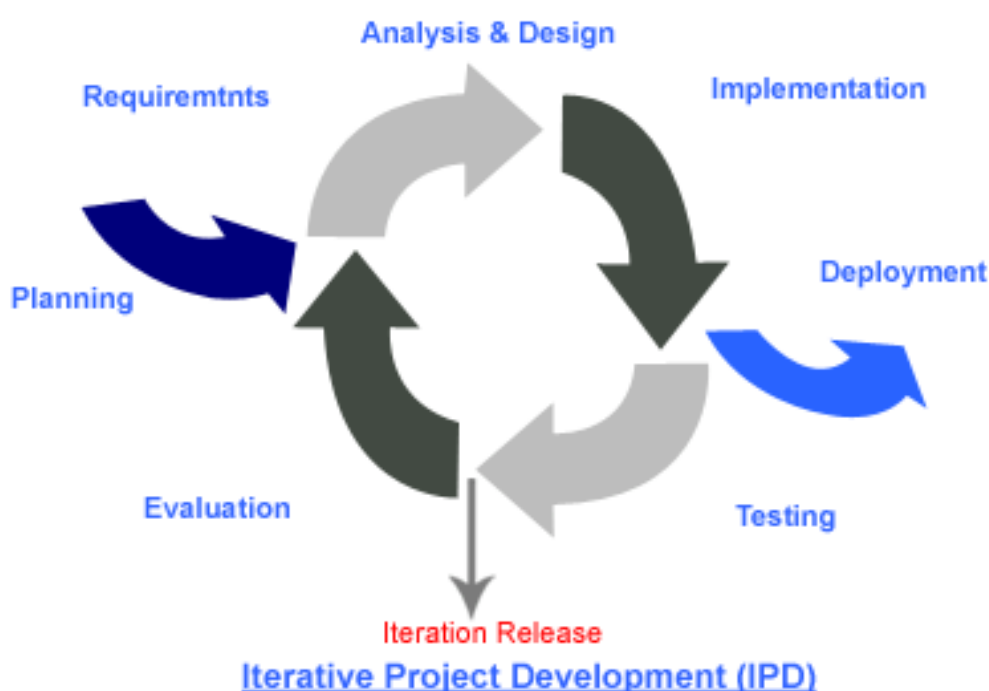 Analysis & Design
Requiremtnts
Implementation
Planning
Deployment
Evaluation
Testing
Iteration Release
Iterative Project Development (IPD)